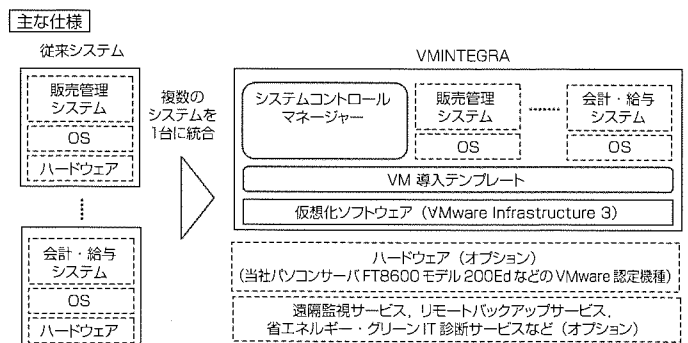 主な仕様
従来システム
販売管理
システム
OS
ハードウェア
会計・給与
システム
OS
ハードウェア
複数の
システムを
1台に統合
VMINTEGRA
システムコントロール
マネージャー
販売管理
システム
OS
会計・給与
システム
OS
VM 導入テンプレート
仮想化ソフトウェア（VMware Infrastructure 3）
ハードウェア（オプション）
（当社パソコンサーバFT8600 モデル 200Ed などの VMware 認定機種）
遠隔監視サービス，リモートバックアップサービス，
省エネルギー・グリーン IT 診断サービスなど（オプション）